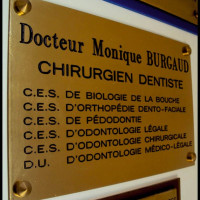 Docteur Monique BURGAUD
CHIRURGIEN DENTISTE
C.E.S. DE BIOLOGIE DE LA BOUCHE
C.E.S. D'ORTHOPÉDIE DENTO-FACIALE
C.E.S. DE PÉDODONTIE
C.E.S. D'ODONTOLOGIE LÉGALE
C.E.S. D'ODONTOLOGIE CHIRURGICALE
D.U. D'ODONTOLOGIE MÉDICO-LÉGALE